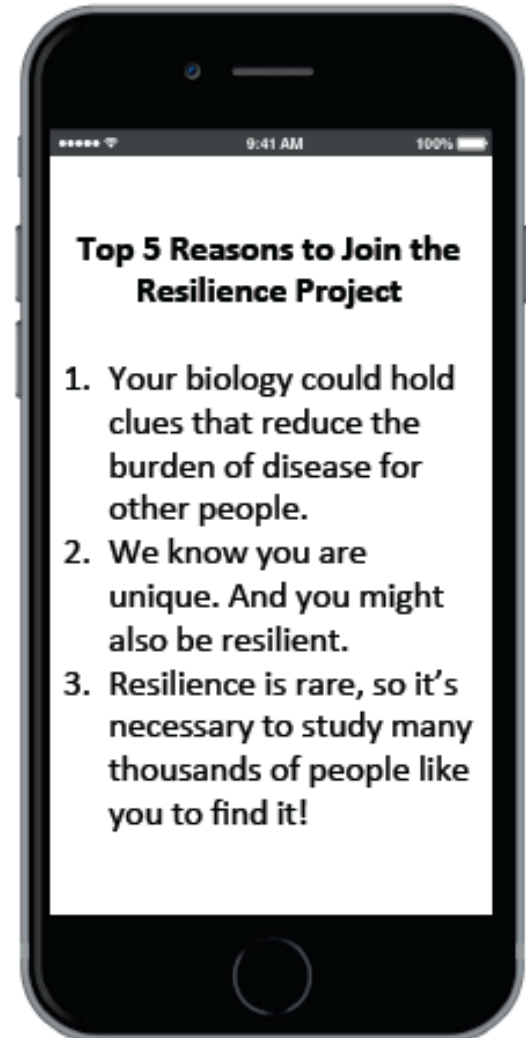 9:41 AM
100%
Top 5 Reasons to Join the
Resilience Project
1. Your biology could hold
clues that reduce the
burden of disease for
other people.
2. We know you are
unique. And you might
also be resilient.
3. Resilience is rare, so it’s
necessary to study many
thousands of people like
you to find it!